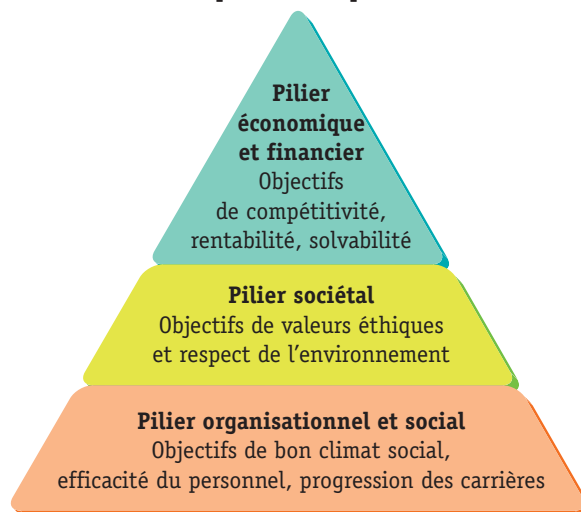 Pilier
économique
et financier
Objectifs
de compétitivité,
rentabilité, solvabilité
Pilier sociétal
Objectifs de valeurs éthiques
et respect de l'environnement
Pilier organisationnel et social
Objectifs de bon climat social,
efficacité du personnel, progression des carrières